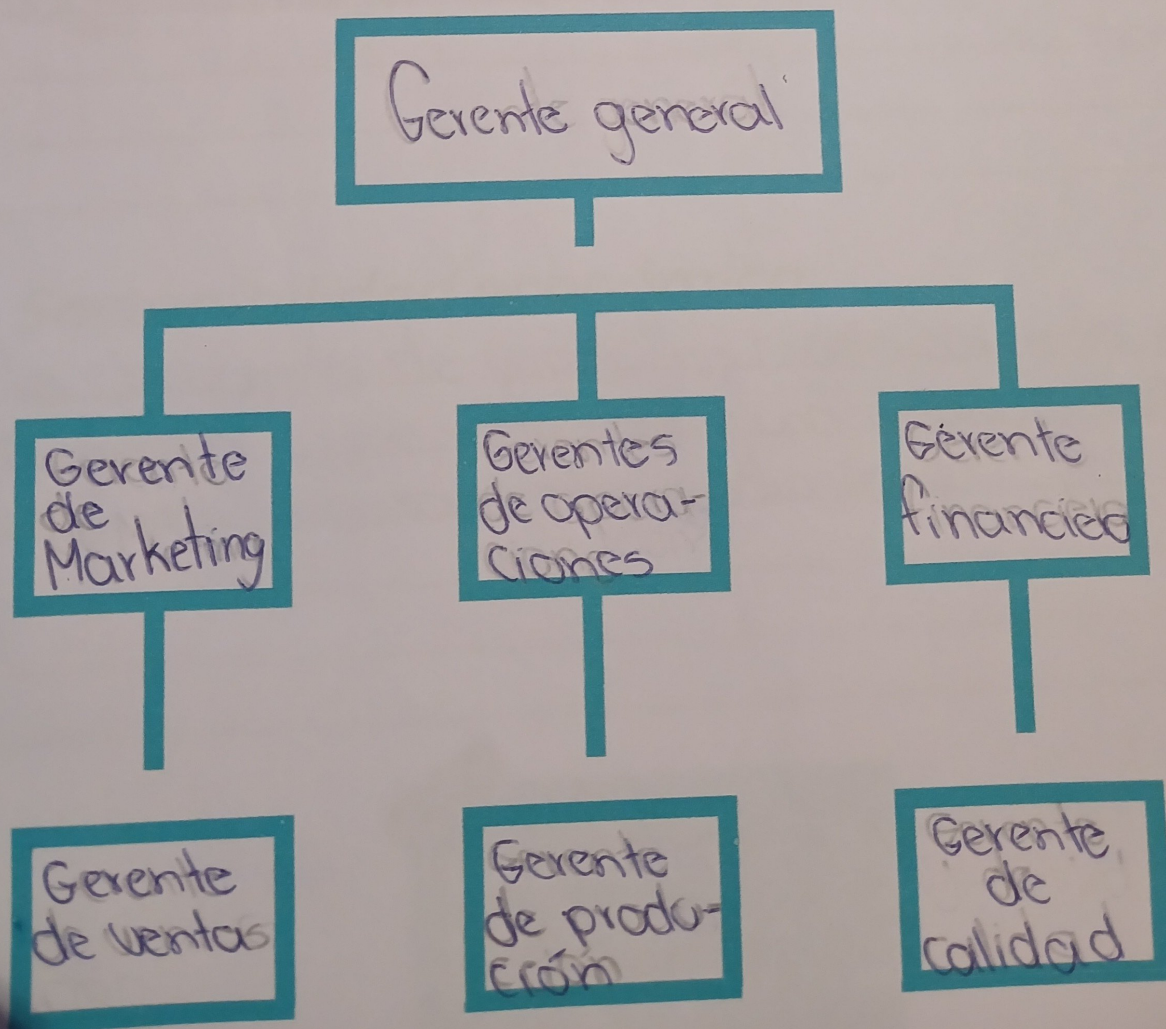 Gerente general
Gerente
de
Marketing
Gerentes
de opera-
ciones
Gerente
financiero
Gerente
de ventas
Gerente
de produ-
cción
Gerente
de
calidad